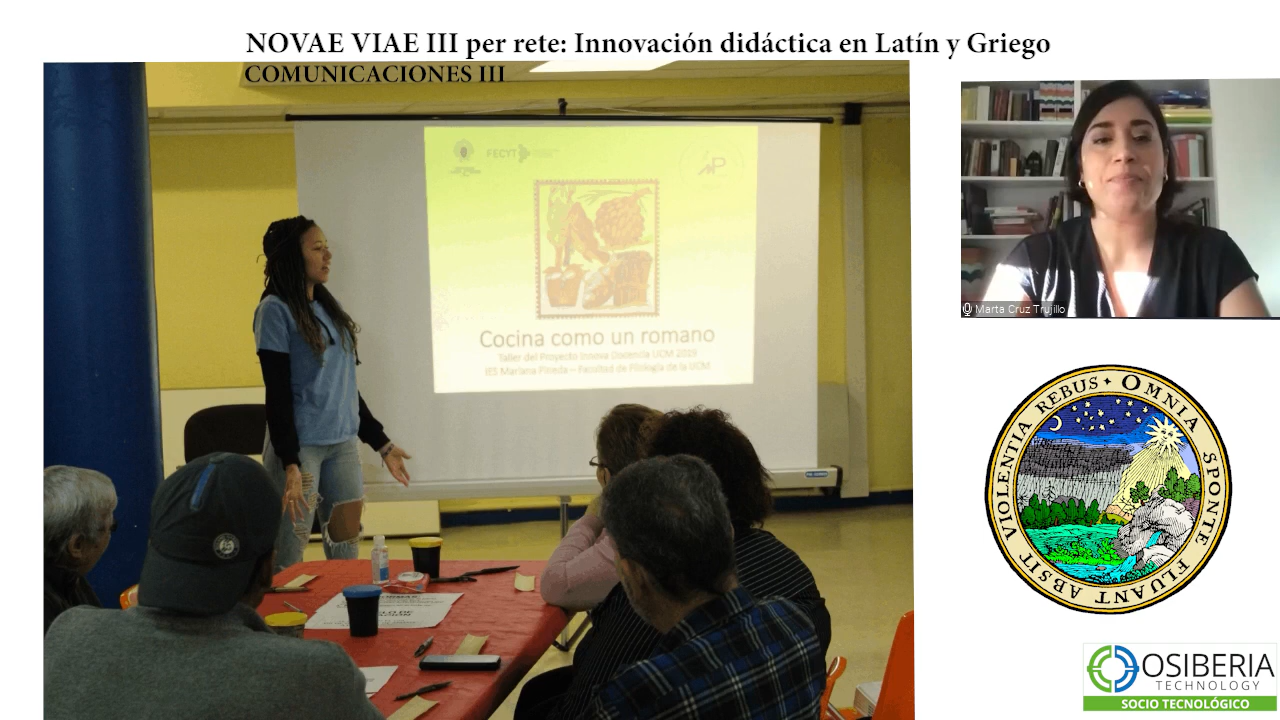 NOVAE VIAE III per rete: Innovación didáctica en Latín y Griego
COMUNICACIONES III
FECYT
Cocina como un romano
Taller del Proyecto Innova Docencia UCM 2023
IES Mariana Pineda – Facultad de Filología de la UCM
Marta Cruz Trujillo
OMNIA SPONTE FLUANT ABSIT VIOLENTIA REBUS
OSIBERIA
TECHNOLOGY
SOCIO TECNOLÓGICO